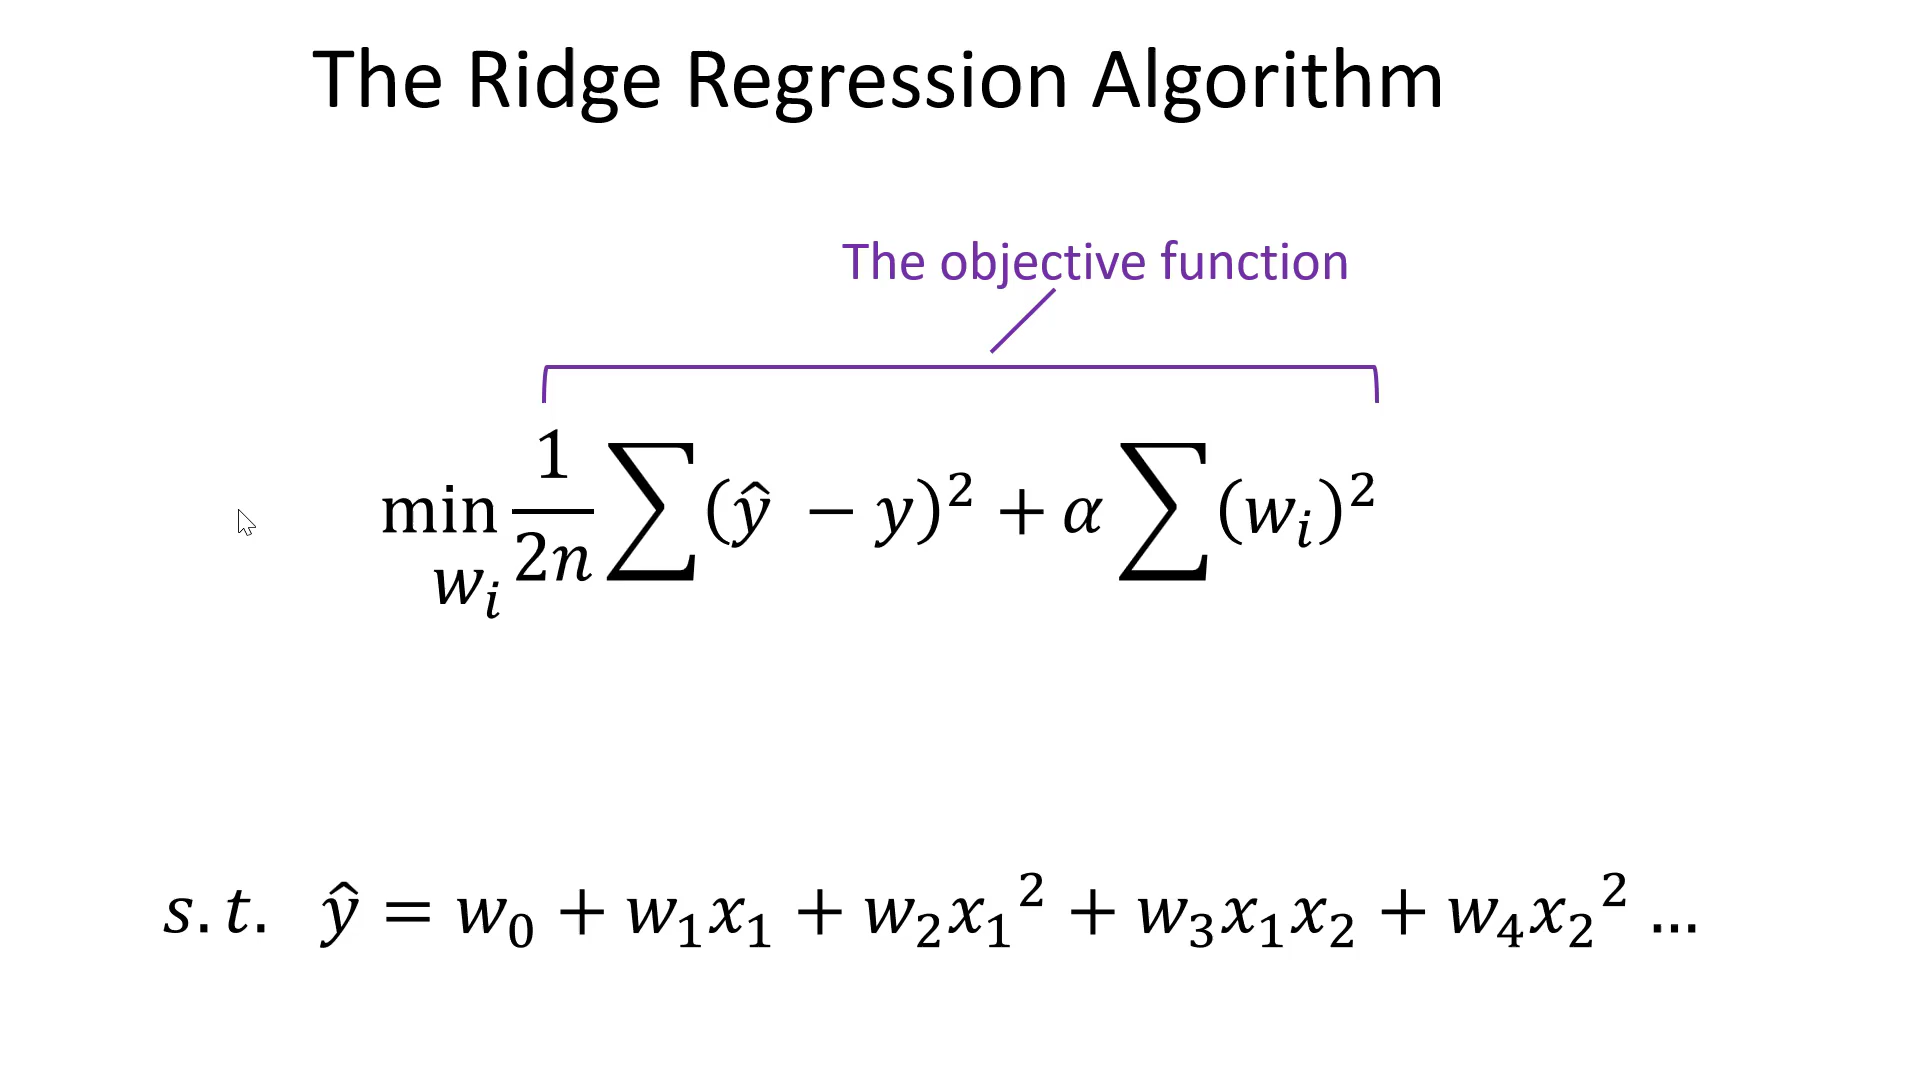 The Ridge Regression Algorithm
The objective function
min_{w_i} \frac{1}{2n} ∑(ŷ − y)² + α ∑(w_i)²
s.t. ŷ = w₀ + w₁x₁ + w₂x₁² + w₃x₁x₂ + w₄x₂² ...